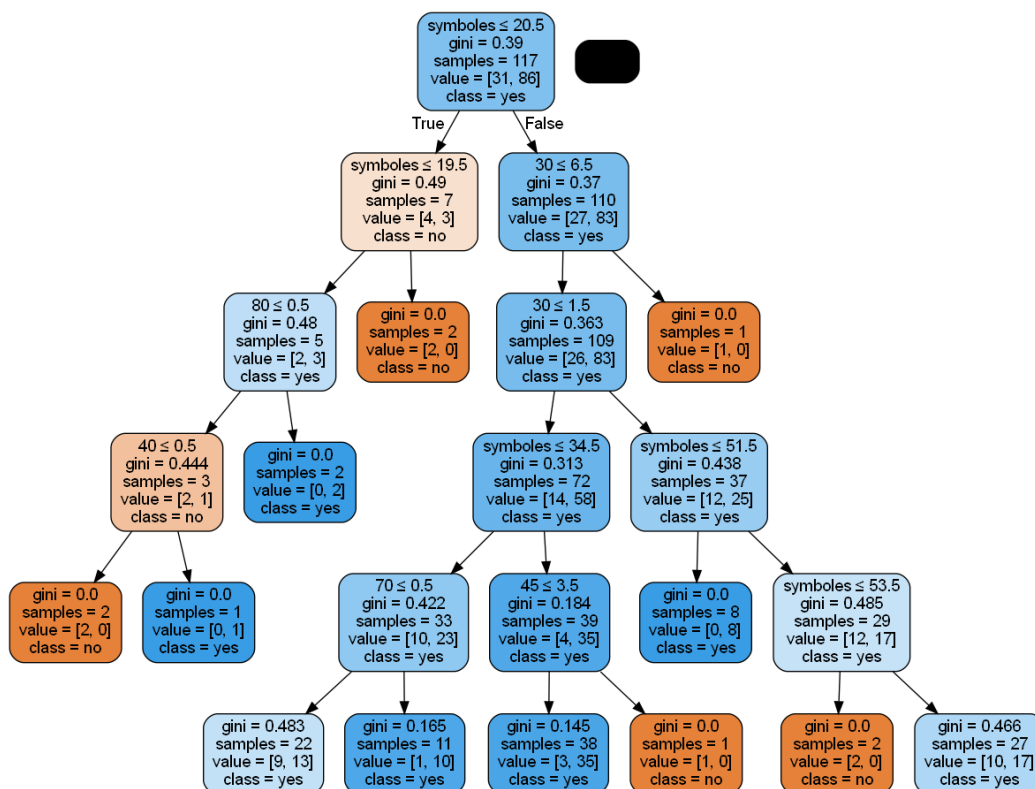 symboles ≤ 20.5
gini = 0.39
samples = 117
value = [31, 86]
class = yes
True
False
symboles ≤ 19.5
gini = 0.49
samples = 7
value = [4, 3]
class = no
30 ≤ 6.5
gini = 0.37
samples = 110
value = [27, 83]
class = yes
80 ≤ 0.5
gini = 0.48
samples = 5
value = [2, 3]
class = yes
gini = 0.0
samples = 2
value = [2, 0]
class = no
30 ≤ 1.5
gini = 0.363
samples = 109
value = [26, 83]
class = yes
gini = 0.0
samples = 1
value = [1, 0]
class = no
40 ≤ 0.5
gini = 0.444
samples = 3
value = [2, 1]
class = no
gini = 0.0
samples = 2
value = [0, 2]
class = yes
symboles ≤ 34.5
gini = 0.313
samples = 72
value = [14, 58]
class = yes
symboles ≤ 51.5
gini = 0.438
samples = 37
value = [12, 25]
class = yes
gini = 0.0
samples = 2
value = [2, 0]
class = no
gini = 0.0
samples = 1
value = [0, 1]
class = yes
70 ≤ 0.5
gini = 0.422
samples = 33
value = [10, 23]
class = yes
45 ≤ 3.5
gini = 0.184
samples = 39
value = [4, 35]
class = yes
gini = 0.0
samples = 8
value = [0, 8]
class = yes
symboles ≤ 53.5
gini = 0.485
samples = 29
value = [12, 17]
class = yes
gini = 0.483
samples = 22
value = [9, 13]
class = yes
gini = 0.165
samples = 11
value = [1, 10]
class = yes
gini = 0.145
samples = 38
value = [3, 35]
class = yes
gini = 0.0
samples = 1
value = [1, 0]
class = no
gini = 0.0
samples = 2
value = [2, 0]
class = no
gini = 0.466
samples = 27
value = [10, 17]
class = yes